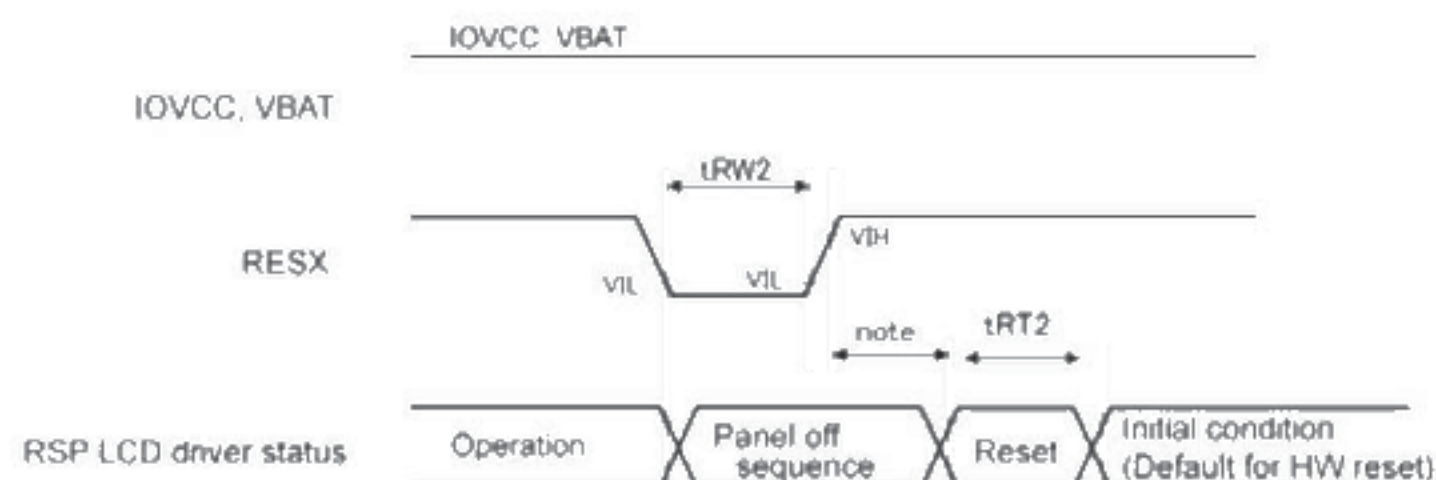 IOVCC VBAT
IOVCC, VBAT
tRW2
RESX
VIH
VIL
VIL
note
tRT2
RSP LCD driver status
Operation
Panel off
sequence
Reset
Initial condition
(Default for HW reset)